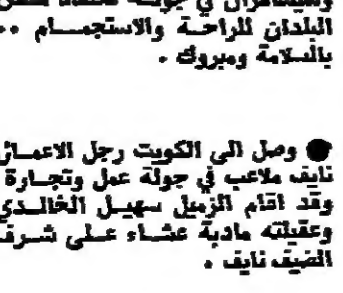 البلدان للراحة والاستجمام ••
بالسلامة ومبروك •
● وصل الى الكويت رجل الاعمال
نايف ملاعب في جولة عمل وتجارة
وقد اقام الزميل سهيل الخالدي
وعقيلته مادبة عشاء على شرف
الضيف نايف •